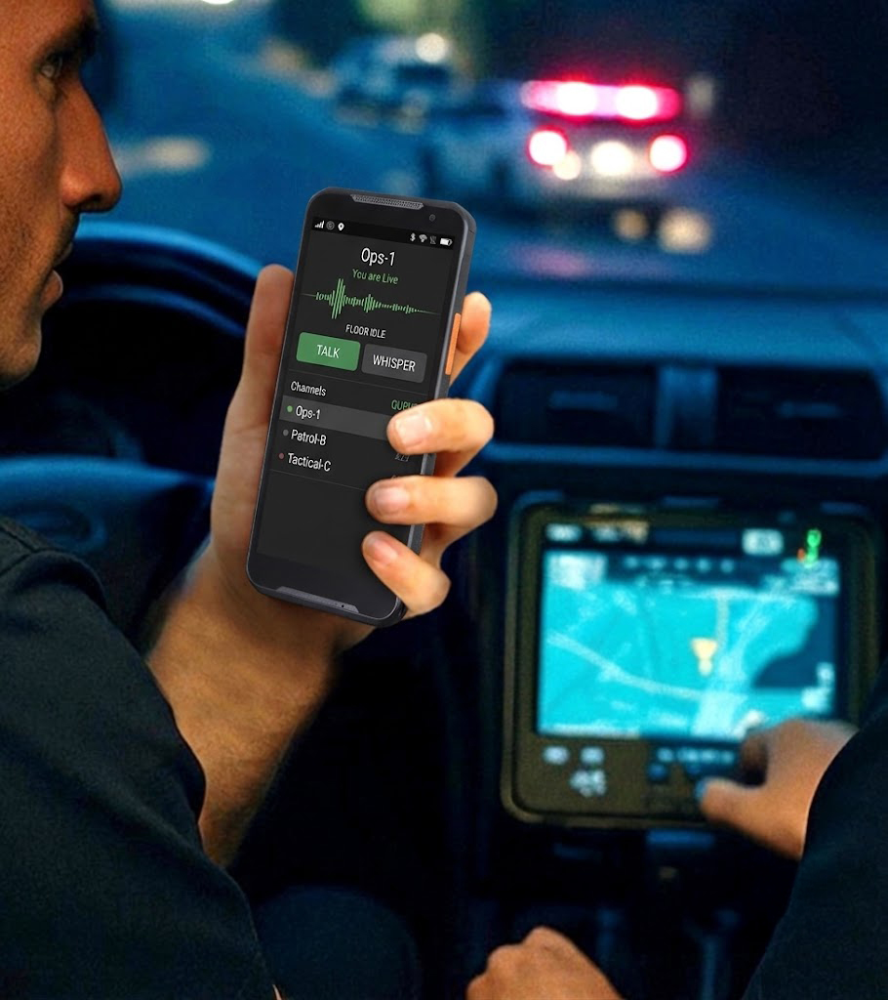 Ops-1
You are Live
FLOOR IDLE
TALK WHISPER
Channels
Ops-1
Patrol-B
Tactical-C